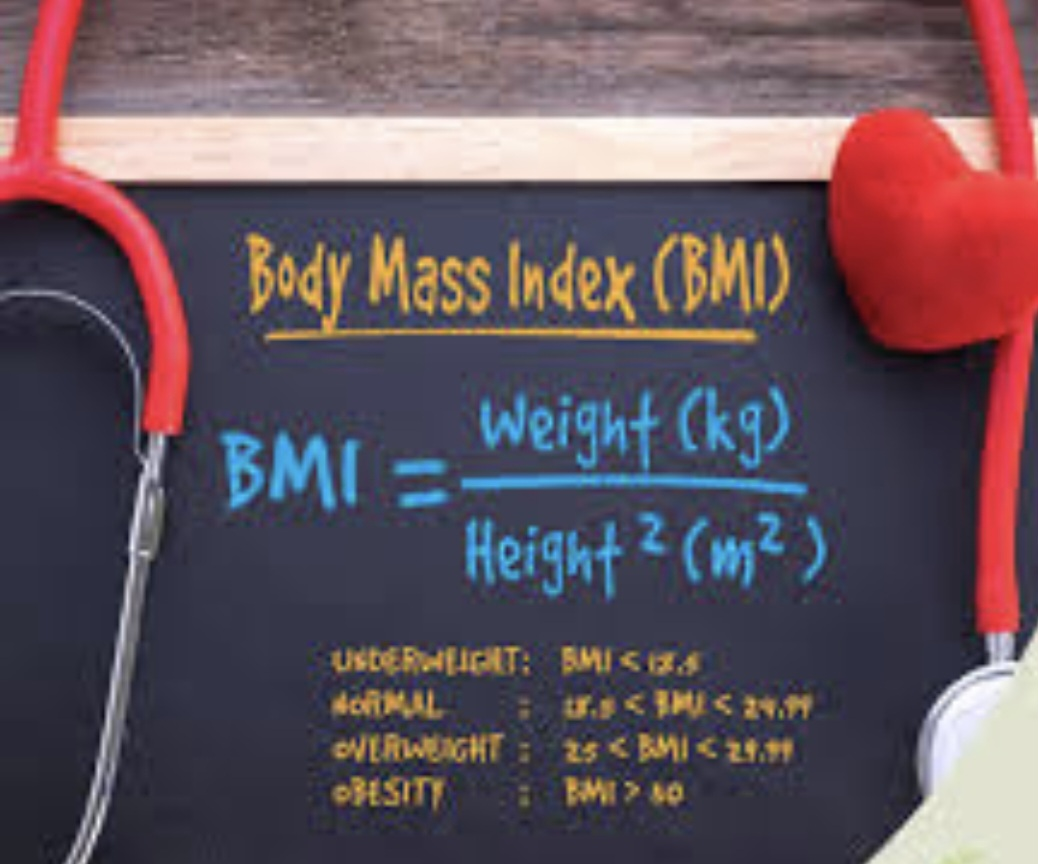 Body Mass Index (BMI)
BMI = Weight (kg)
Height ² (m²)
UNDERWEIGHT: BMI < 18.5
NORMAL : 18.5 < BMI < 24.99
OVERWEIGHT : 25 < BMI < 29.99
OBESITY : BMI >